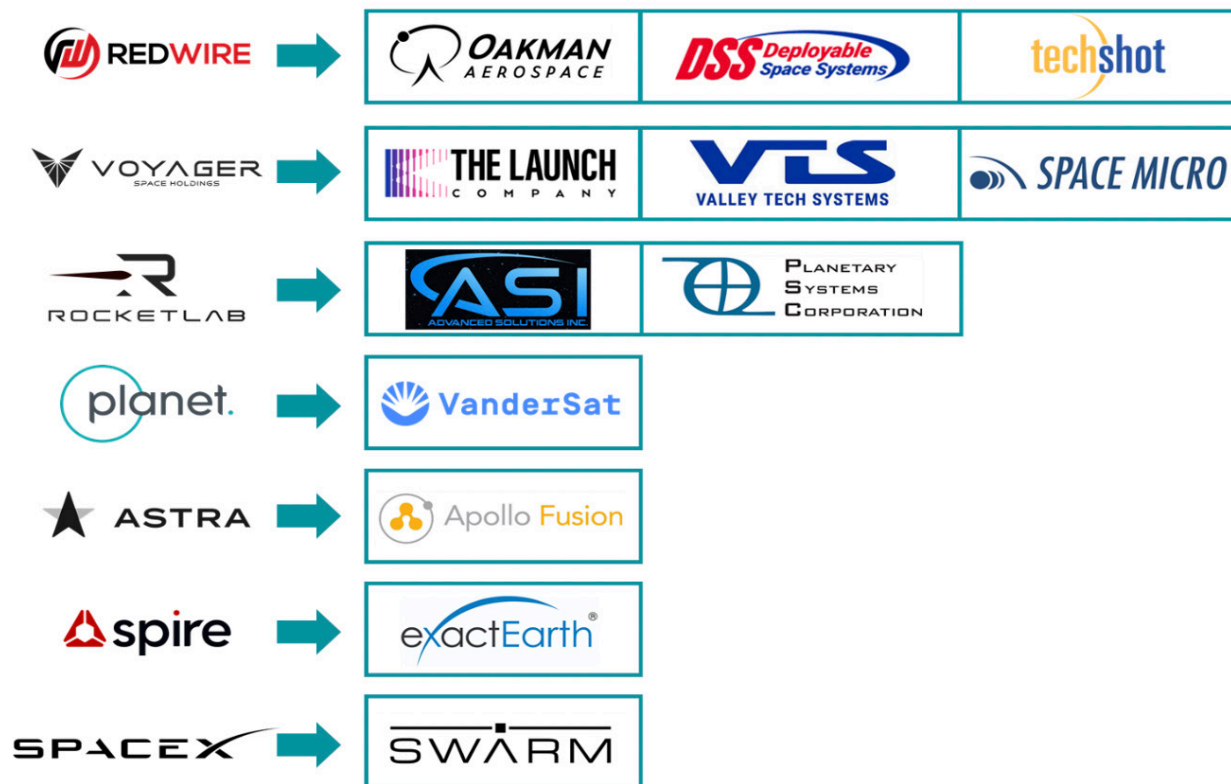 REDWIRE
OAKMAN
AEROSPACE
DSS Deployable
Space Systems
techshot
VOYAGER
SPACE HOLDINGS
THE LAUNCH
COMPANY
VTS
VALLEY TECH SYSTEMS
SPACE MICRO
R
ROCKETLAB
ASI
ADVANCED SOLUTIONS INC.
PLANETARY
SYSTEMS
CORPORATION
planet.
VanderSat
ASTRA
Apollo Fusion
spire
exactEarth®
SPACEX
SWARM